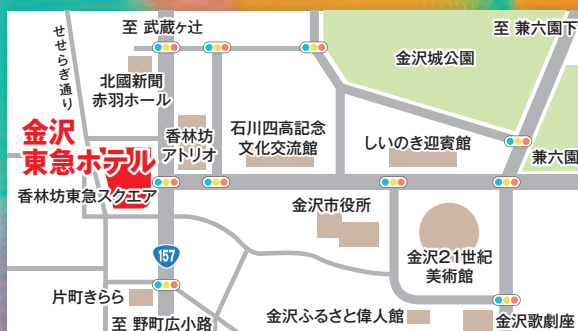 至 武蔵ヶ辻
至 兼六園下
せせらぎ通り
金沢城公園
北國新聞
赤羽ホール
金沢
東急ホテル
香林坊
アトリオ
石川四高記念
文化交流館
しいのき迎賓館
兼六園
香林坊東急スクエア
金沢市役所
157
金沢21世紀
美術館
片町きらら
至 野町広小路
金沢ふるさと偉人館
金沢歌劇座